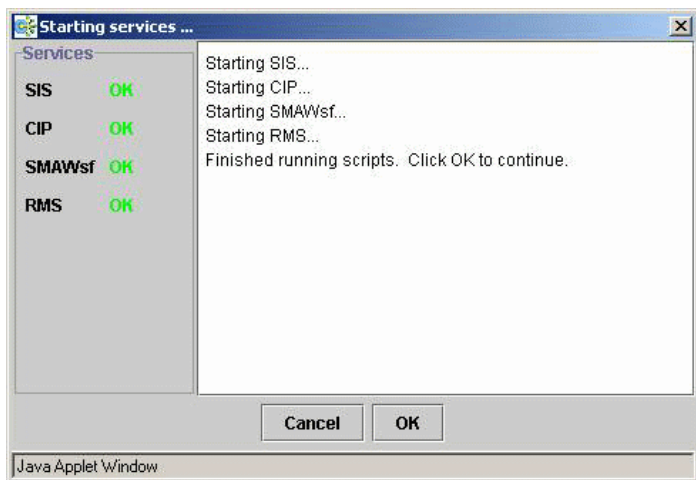 Starting services ...
Services
SIS OK
CIP OK
SMAWsf OK
RMS OK
Starting SIS...
Starting CIP...
Starting SMAWsf...
Starting RMS...
Finished running scripts. Click OK to continue.
Cancel OK
Java Applet Window